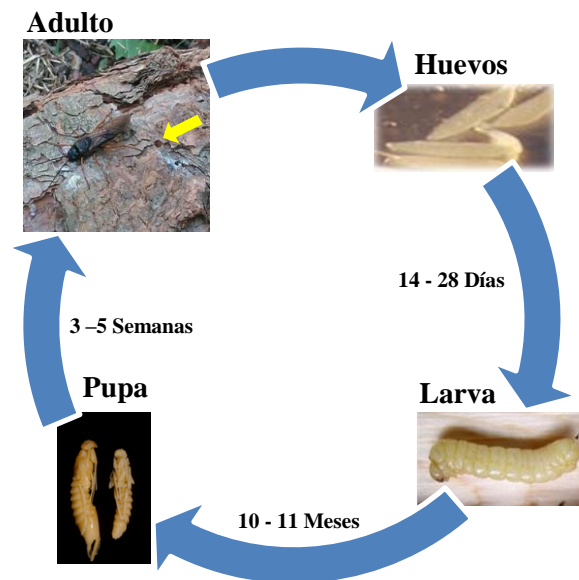 Adulto
Huevos
14 - 28 Días
Larva
10 - 11 Meses
Pupa
3 –5 Semanas